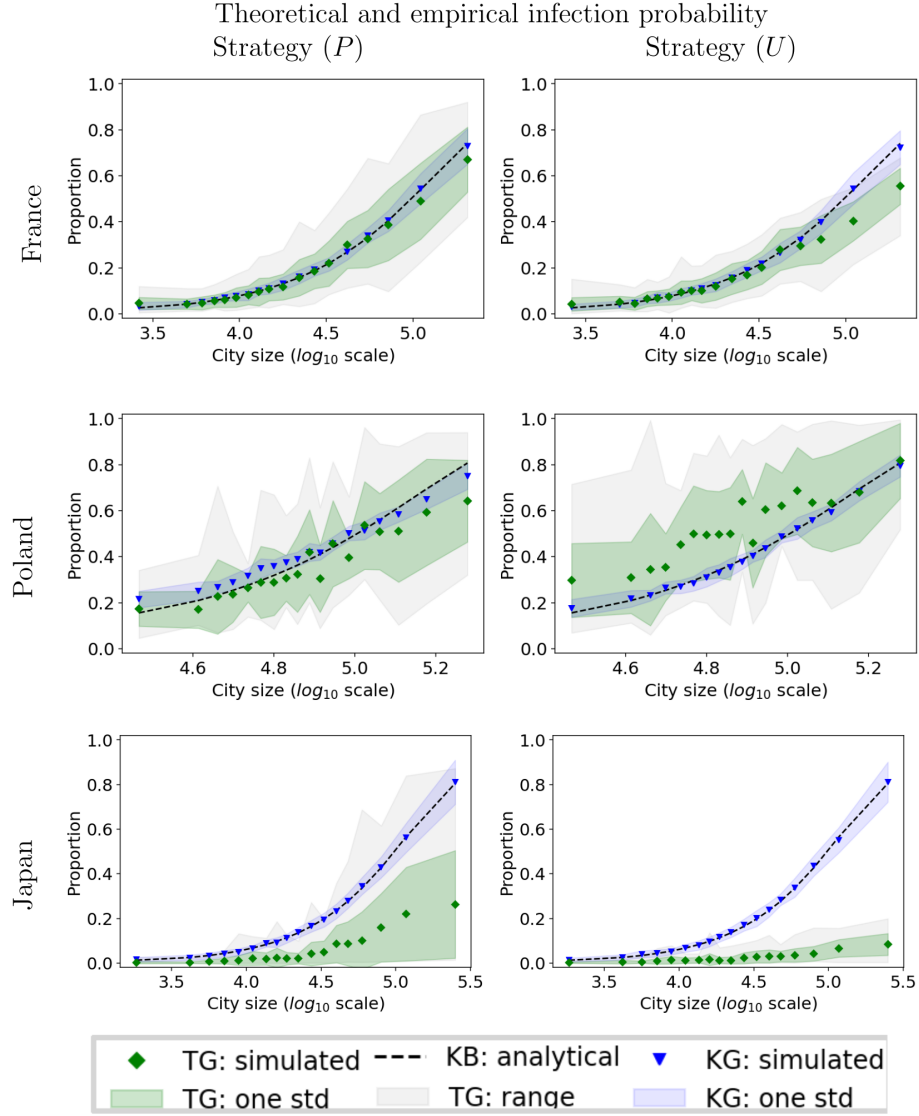 Theoretical and empirical infection probability
Strategy (P) Strategy (U)
France
1.0
0.8
0.6
0.4
0.2
0.0
Proportion
3.5 4.0 4.5 5.0
City size (log10 scale)
1.0
0.8
0.6
0.4
0.2
0.0
Proportion
3.5 4.0 4.5 5.0
City size (log10 scale)
Poland
1.0
0.8
0.6
0.4
0.2
0.0
Proportion
4.6 4.8 5.0 5.2
City size (log10 scale)
1.0
0.8
0.6
0.4
0.2
0.0
Proportion
4.6 4.8 5.0 5.2
City size (log10 scale)
Japan
1.0
0.8
0.6
0.4
0.2
0.0
Proportion
3.5 4.0 4.5 5.0 5.5
City size (log10 scale)
1.0
0.8
0.6
0.4
0.2
0.0
Proportion
3.5 4.0 4.5 5.0 5.5
City size (log10 scale)
TG: simulated KB: analytical KG: simulated
TG: one std TG: range KG: one std